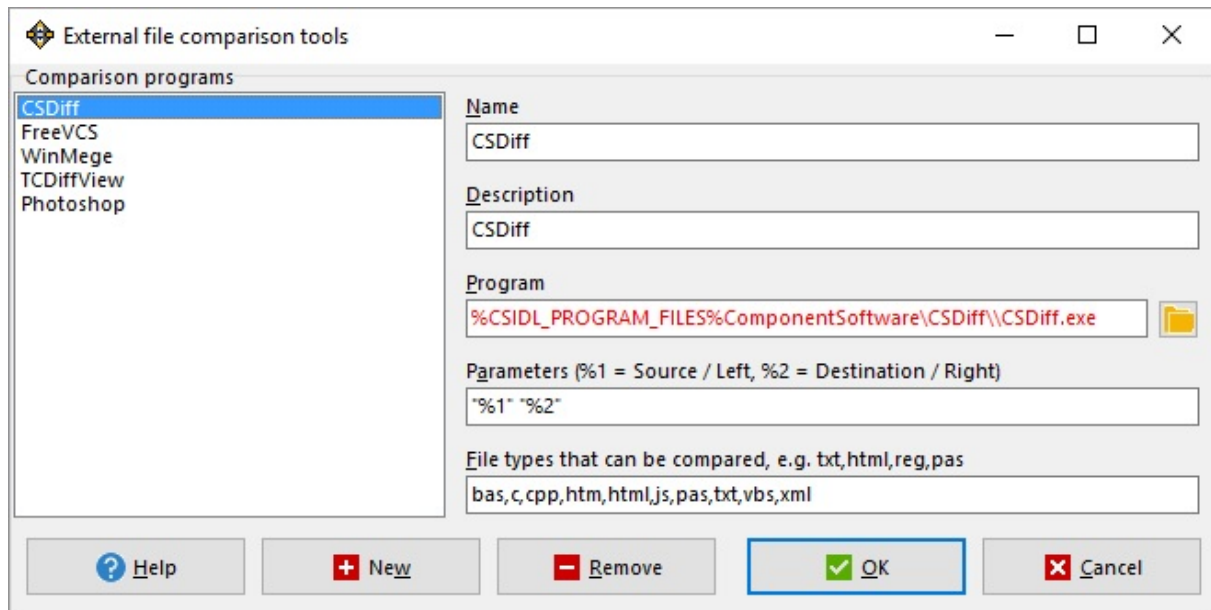 External file comparison tools
Comparison programs
CSDiff
FreeVCS
WinMege
TCDiffView
Photoshop
Name
CSDiff
Description
CSDiff
Program
%CSIDL_PROGRAM_FILES%ComponentSoftware\CSDiff\\CSDiff.exe
Parameters (%1 = Source / Left, %2 = Destination / Right)
"%1" "%2"
File types that can be compared, e.g. txt,html,reg,pas
bas,c,cpp,htm,html,js,pas,txt,vbs,xml
Help New Remove OK Cancel